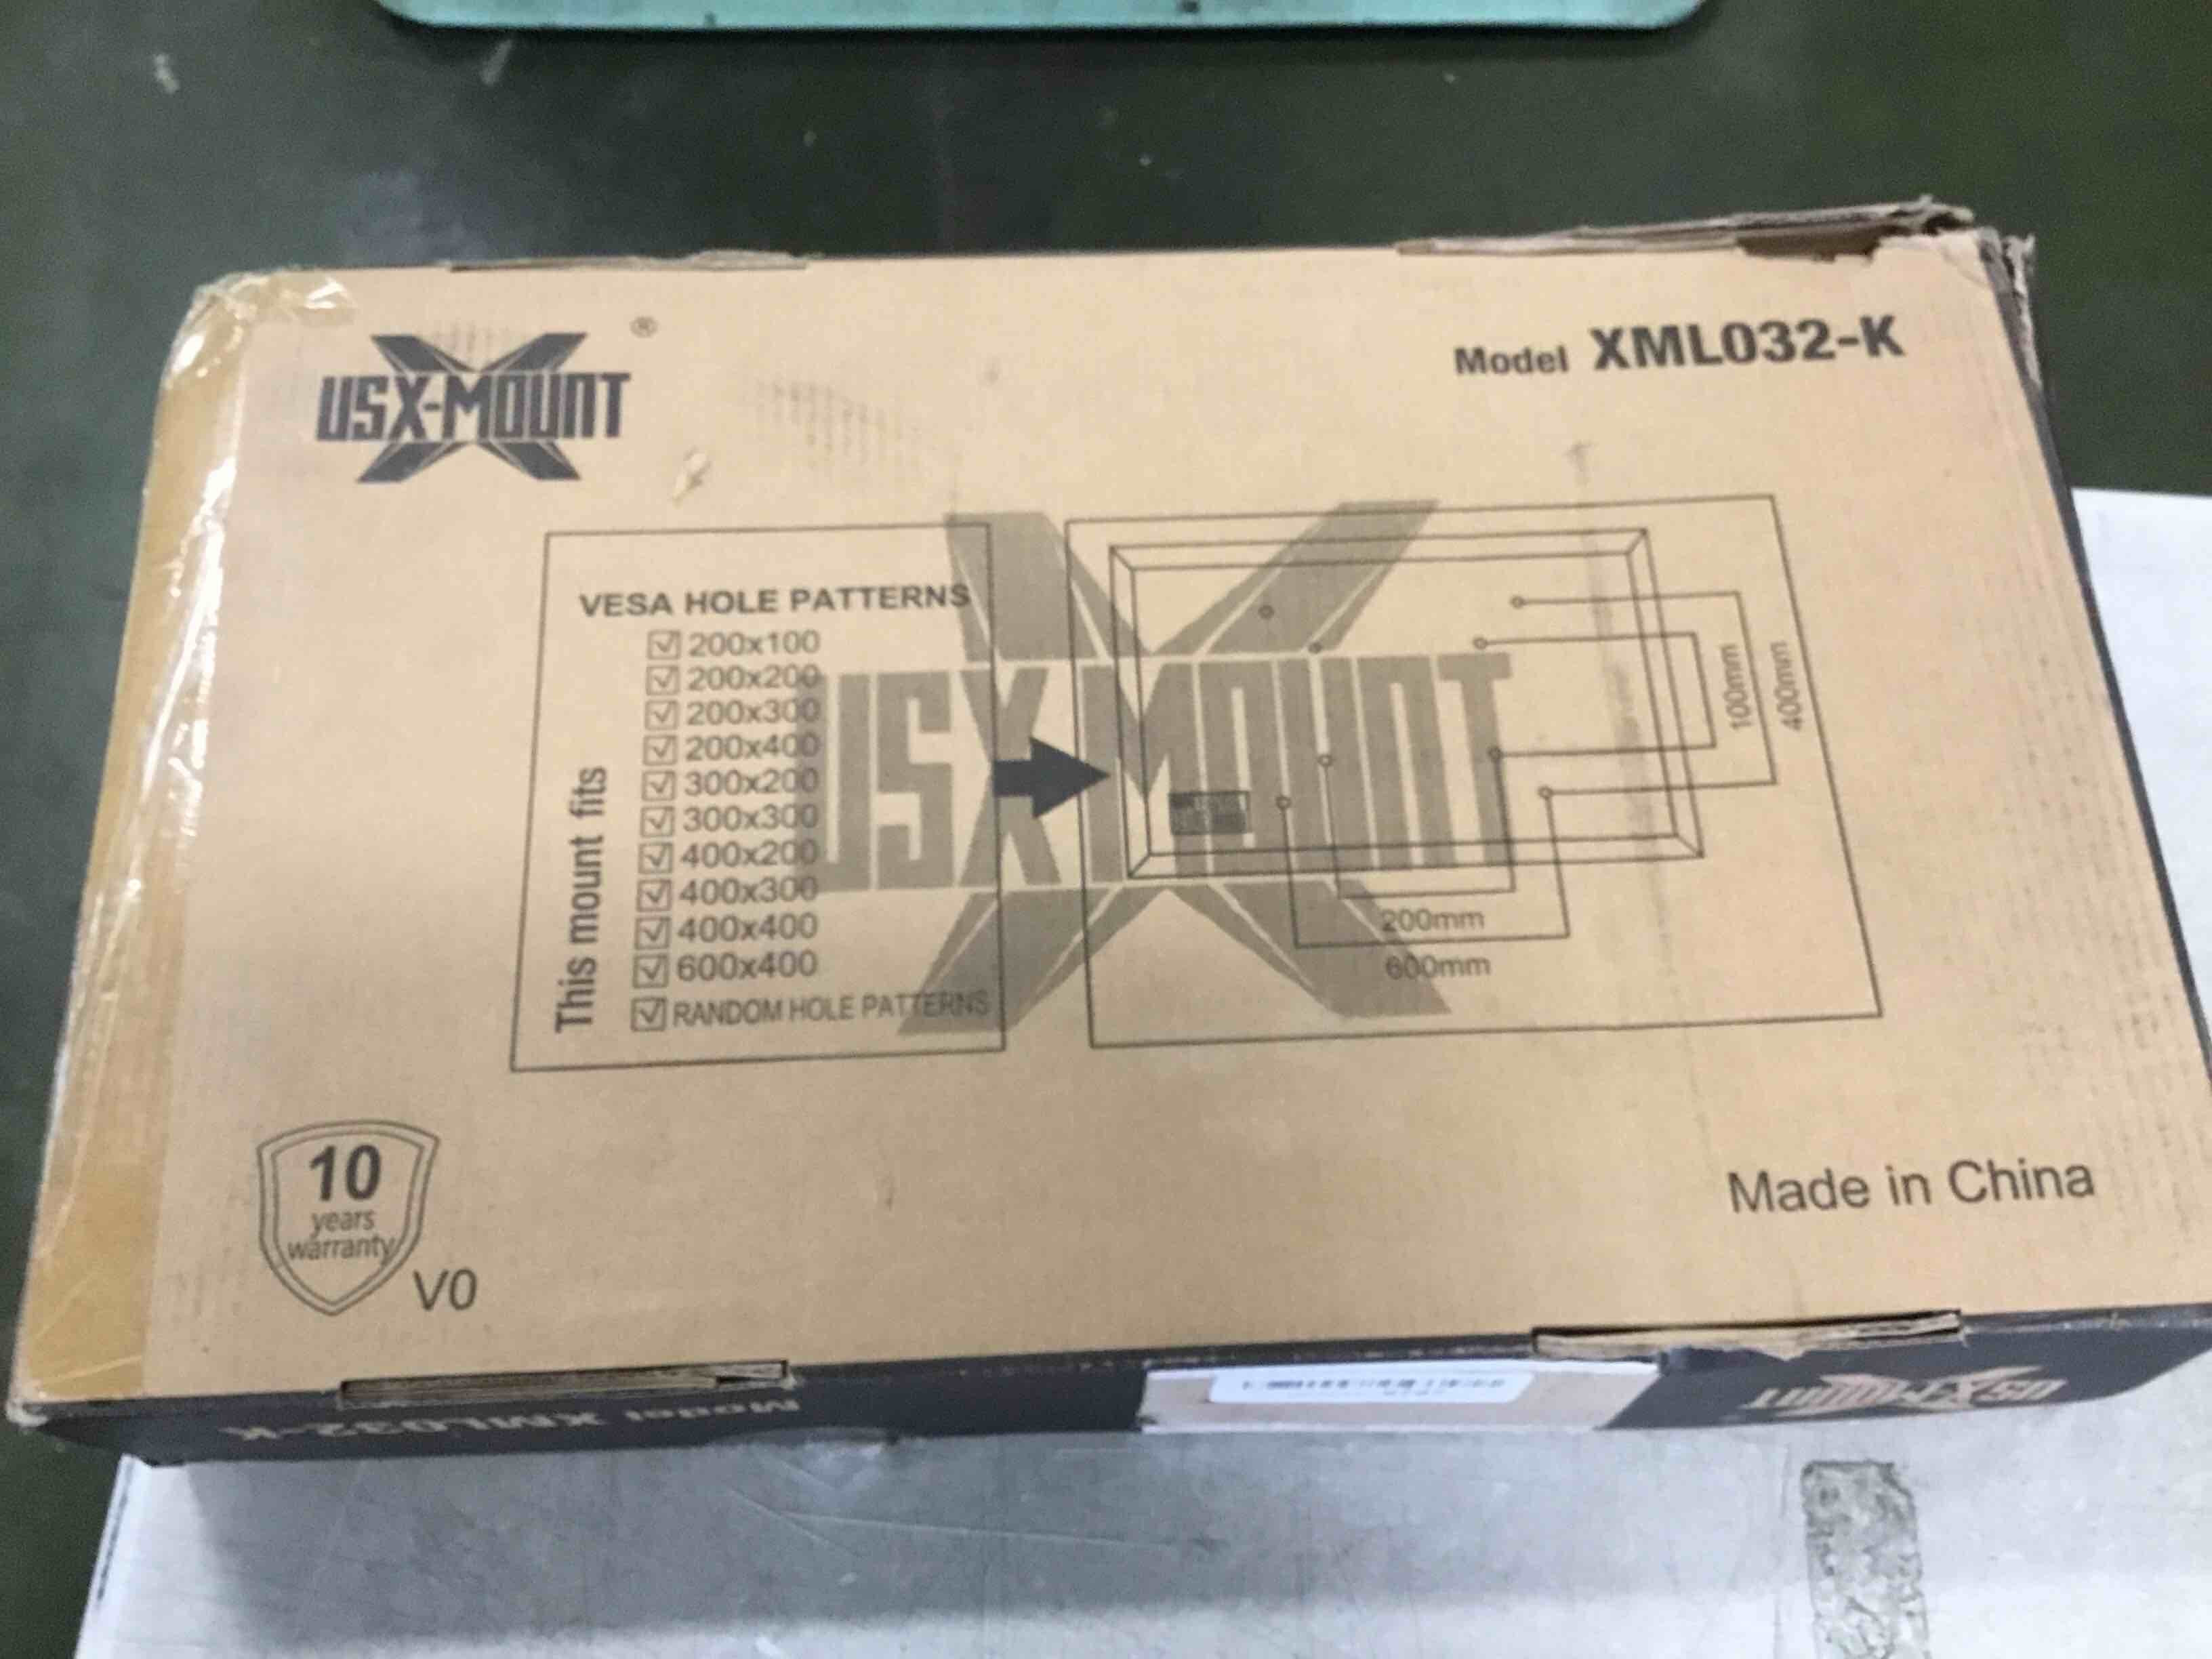 USX-MOUNT ®
Model XML032-K
VESA HOLE PATTERNS
200x100
200x200
200x300
200x400
300x200
300x300
400x200
400x300
400x400
600x400
RANDOM HOLE PATTERNS
This mount fits
USX-MOUNT
100mm
400mm
200mm
600mm
10
years
warranty
V0
Made in China
Model XML032-K
USX-MOUNT